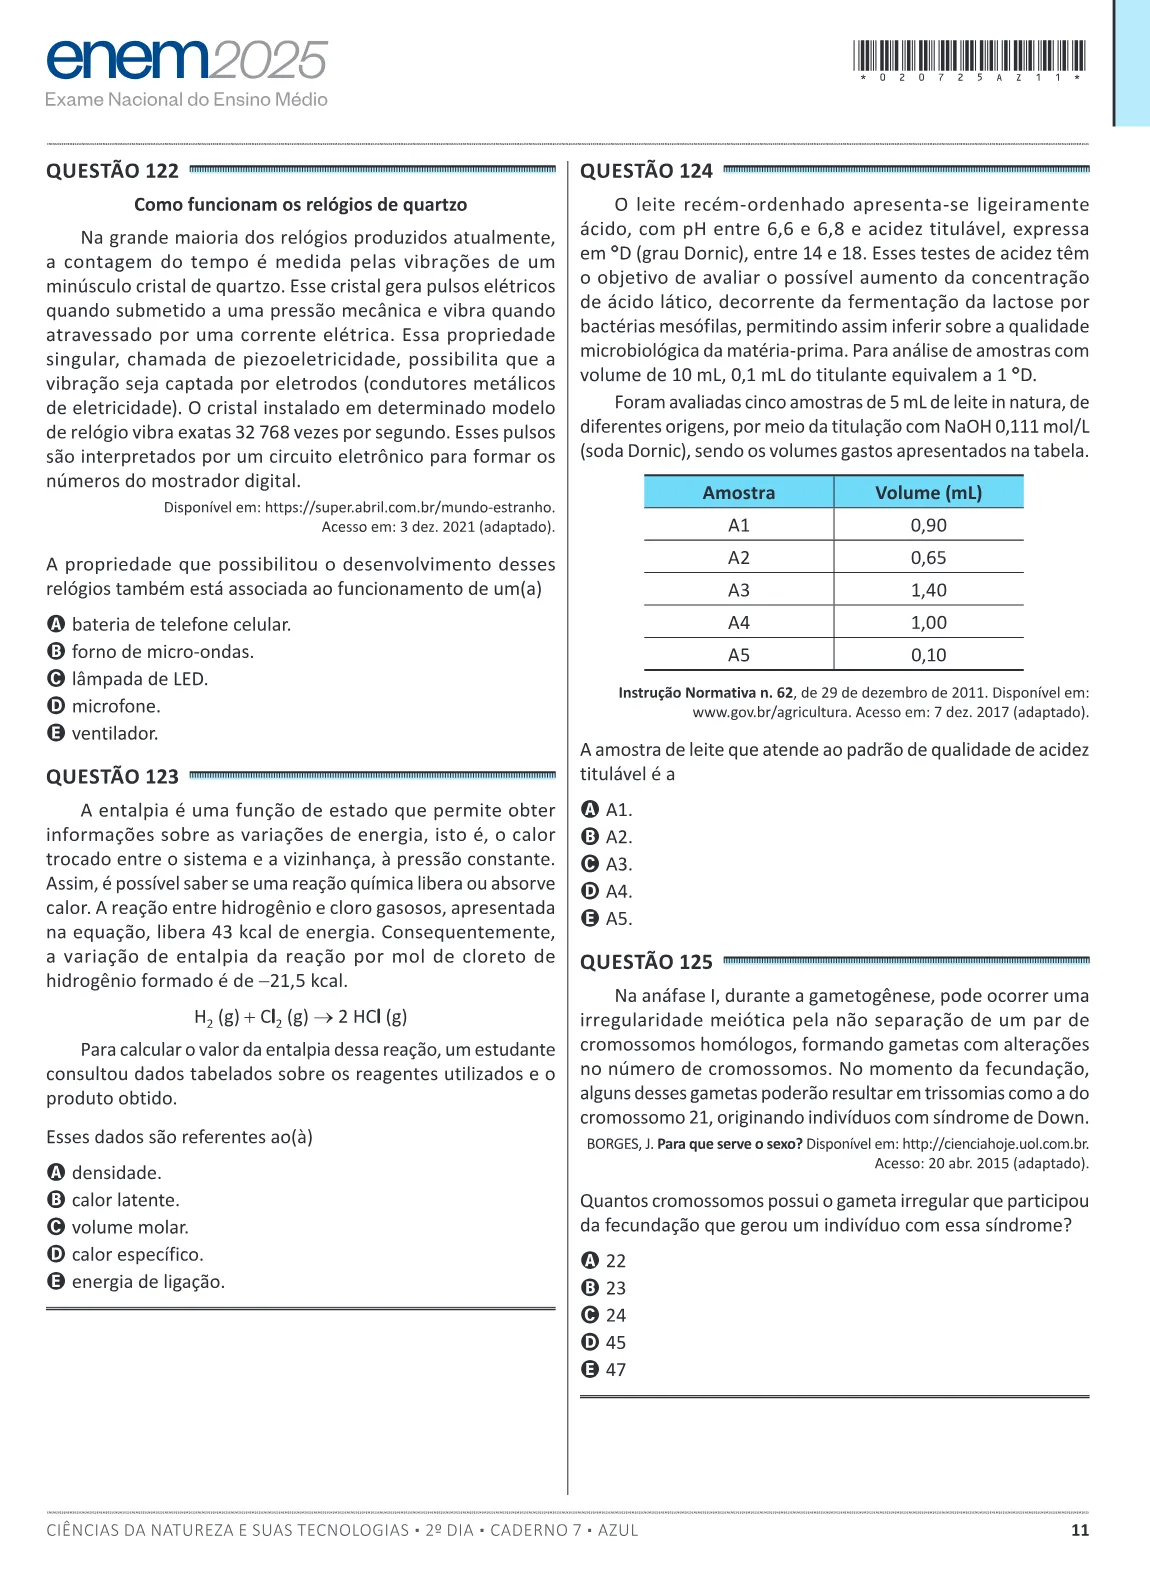 enem2025
Exame Nacional do Ensino Médio
*020725AZ11*
QUESTÃO 122
Como funcionam os relógios de quartzo
Na grande maioria dos relógios produzidos atualmente,
a contagem do tempo é medida pelas vibrações de um
minúsculo cristal de quartzo. Esse cristal gera pulsos elétricos
quando submetido a uma pressão mecânica e vibra quando
atravessado por uma corrente elétrica. Essa propriedade
singular, chamada de piezoeletricidade, possibilita que a
vibração seja captada por eletrodos (condutores metálicos
de eletricidade). O cristal instalado em determinado modelo
de relógio vibra exatas 32 768 vezes por segundo. Esses pulsos
são interpretados por um circuito eletrônico para formar os
números do mostrador digital.
Disponível em: https://super.abril.com.br/mundo-estranho.
Acesso em: 3 dez. 2021 (adaptado).
A propriedade que possibilitou o desenvolvimento desses
relógios também está associada ao funcionamento de um(a)
A bateria de telefone celular.
B forno de micro-ondas.
C lâmpada de LED.
D microfone.
E ventilador.
QUESTÃO 123
A entalpia é uma função de estado que permite obter
informações sobre as variações de energia, isto é, o calor
trocado entre o sistema e a vizinhança, à pressão constante.
Assim, é possível saber se uma reação química libera ou absorve
calor. A reação entre hidrogênio e cloro gasosos, apresentada
na equação, libera 43 kcal de energia. Consequentemente,
a variação de entalpia da reação por mol de cloreto de
hidrogênio formado é de −21,5 kcal.
H2 (g) + Cl2 (g) → 2 HCl (g)
Para calcular o valor da entalpia dessa reação, um estudante
consultou dados tabelados sobre os reagentes utilizados e o
produto obtido.
Esses dados são referentes ao(à)
A densidade.
B calor latente.
C volume molar.
D calor específico.
E energia de ligação.
QUESTÃO 124
O leite recém-ordenhado apresenta-se ligeiramente
ácido, com pH entre 6,6 e 6,8 e acidez titulável, expressa
em °D (grau Dornic), entre 14 e 18. Esses testes de acidez têm
o objetivo de avaliar o possível aumento da concentração
de ácido lático, decorrente da fermentação da lactose por
bactérias mesófilas, permitindo assim inferir sobre a qualidade
microbiológica da matéria-prima. Para análise de amostras com
volume de 10 mL, 0,1 mL do titulante equivalem a 1 °D.
Foram avaliadas cinco amostras de 5 mL de leite in natura, de
diferentes origens, por meio da titulação com NaOH 0,111 mol/L
(soda Dornic), sendo os volumes gastos apresentados na tabela.
Amostra Volume (mL)
A1 0,90
A2 0,65
A3 1,40
A4 1,00
A5 0,10
Instrução Normativa n. 62, de 29 de dezembro de 2011. Disponível em:
www.gov.br/agricultura. Acesso em: 7 dez. 2017 (adaptado).
A amostra de leite que atende ao padrão de qualidade de acidez
titulável é a
A A1.
B A2.
C A3.
D A4.
E A5.
QUESTÃO 125
Na anáfase I, durante a gametogênese, pode ocorrer uma
irregularidade meiótica pela não separação de um par de
cromossomos homólogos, formando gametas com alterações
no número de cromossomos. No momento da fecundação,
alguns desses gametas poderão resultar em trissomias como a do
cromossomo 21, originando indivíduos com síndrome de Down.
BORGES, J. Para que serve o sexo? Disponível em: http://cienciahoje.uol.com.br.
Acesso: 20 abr. 2015 (adaptado).
Quantos cromossomos possui o gameta irregular que participou
da fecundação que gerou um indivíduo com essa síndrome?
A 22
B 23
C 24
D 45
E 47
CIÊNCIAS DA NATUREZA E SUAS TECNOLOGIAS • 2º DIA • CADERNO 7 • AZUL 11